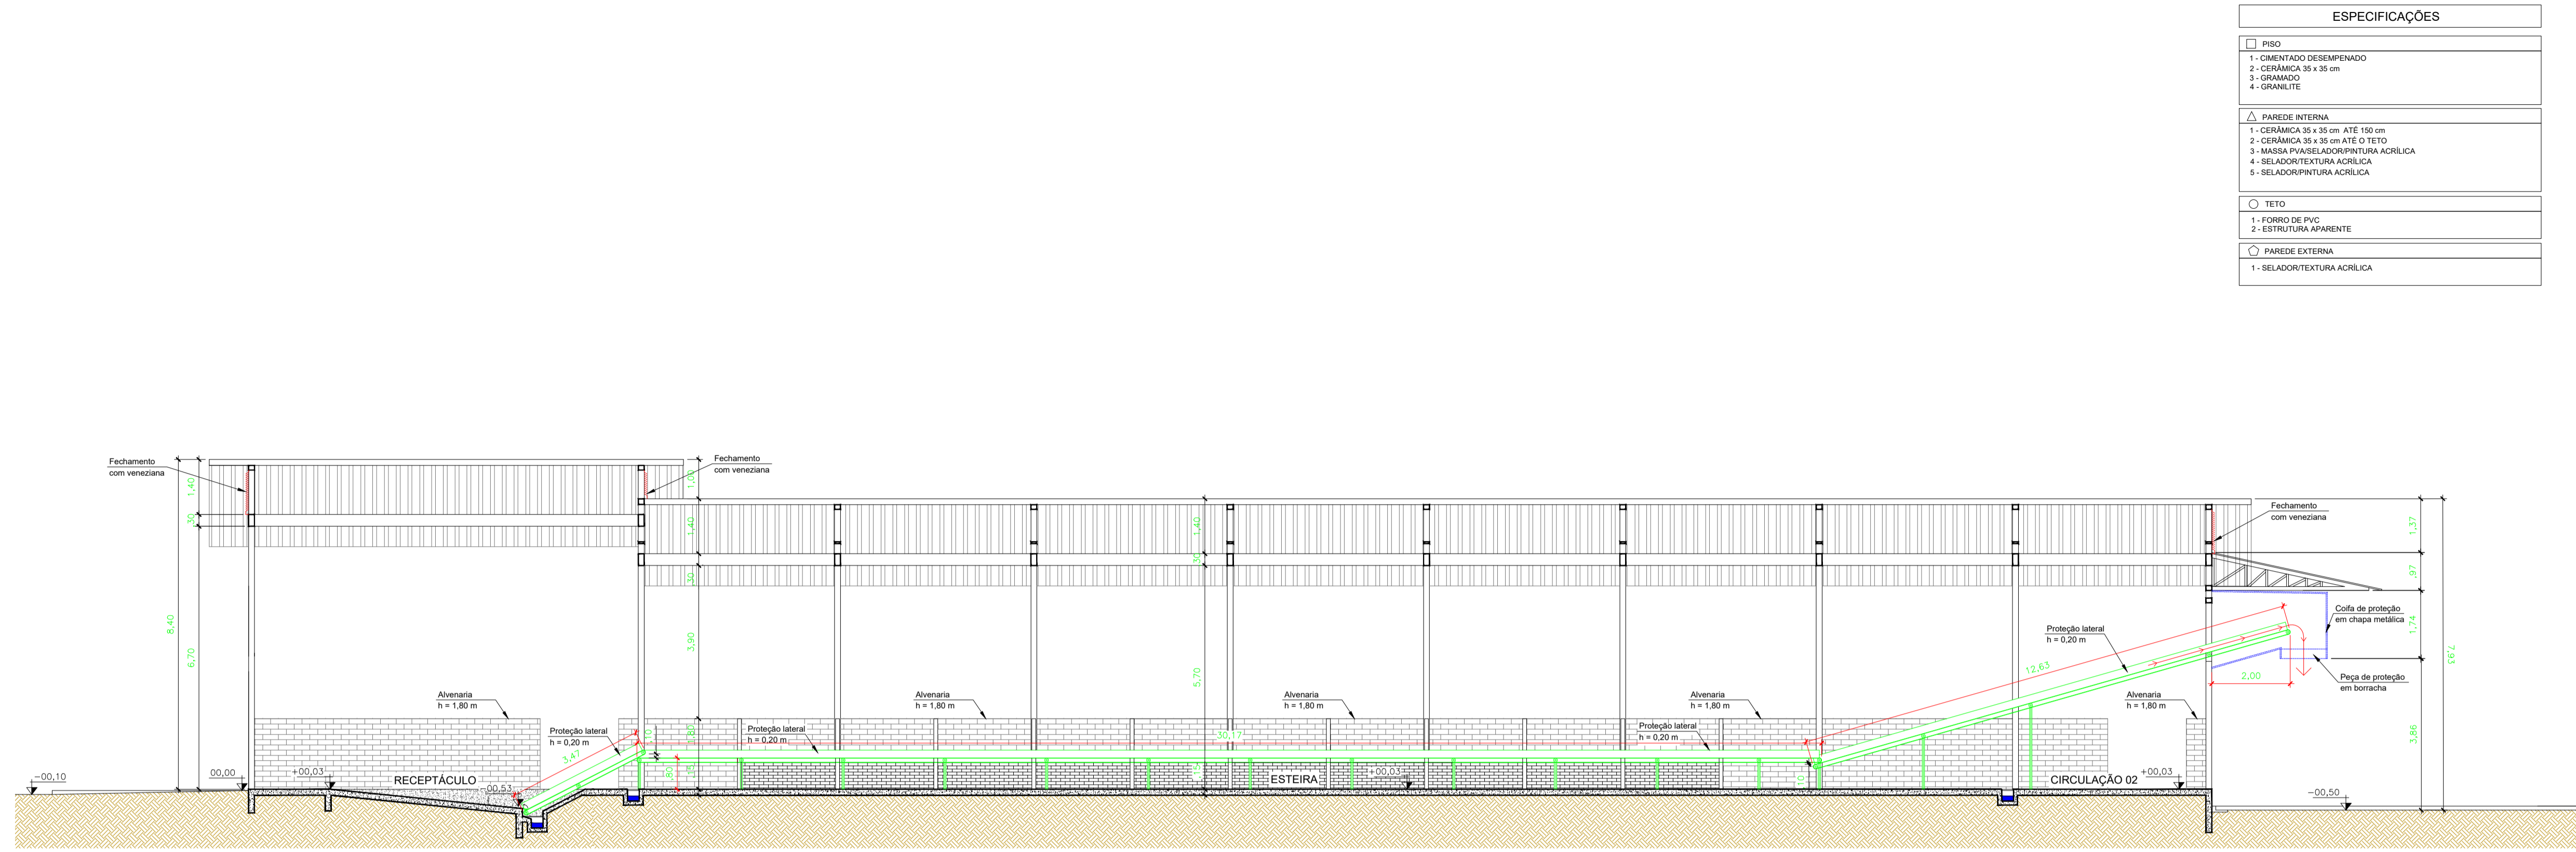 ESPECIFICAÇÕES
PISO
1 - CIMENTADO DESEMPENADO
2 - CERÂMICA 35 x 35 cm
3 - GRAMADO
4 - GRANILITE
PAREDE INTERNA
1 - CERÂMICA 35 x 35 cm ATÉ 150 cm
2 - CERÂMICA 35 x 35 cm ATÉ O TETO
3 - MASSA PVA/SELADOR/PINTURA ACRÍLICA
4 - SELADOR/TEXTURA ACRÍLICA
5 - SELADOR/PINTURA ACRÍLICA
TETO
1 - FORRO DE PVC
2 - ESTRUTURA APARENTE
PAREDE EXTERNA
1 - SELADOR/TEXTURA ACRÍLICA
Fechamento
com veneziana
Fechamento
com veneziana
Fechamento
com veneziana
1,40
,30
6,70
8,40
1,00
1,40
,30
3,90
1,80
1,40
,30
5,70
,15
1,37
,97
1,74
3,86
7,93
Coifa de proteção
em chapa metálica
Peça de proteção
em borracha
2,00
Proteção lateral
h = 0,20 m
12,63
Alvenaria
h = 1,80 m
Alvenaria
h = 1,80 m
Alvenaria
h = 1,80 m
Alvenaria
h = 1,80 m
Alvenaria
h = 1,80 m
Proteção lateral
h = 0,20 m
Proteção lateral
h = 0,20 m
Proteção lateral
h = 0,20 m
3,47
,10
30,17
,10
−00,10
00,00
+00,03
RECEPTÁCULO
−00,53
ESTEIRA
+00,03
CIRCULAÇÃO 02
+00,03
−00,50